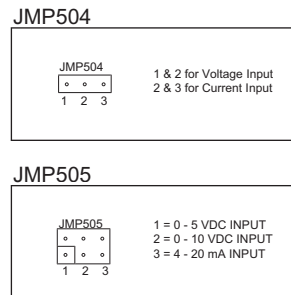 JMP504
JMP504
1 2 3
1 & 2 for Voltage Input
2 & 3 for Current Input
JMP505
JMP505
1 2 3
1 = 0 - 5 VDC INPUT
2 = 0 - 10 VDC INPUT
3 = 4 - 20 mA INPUT